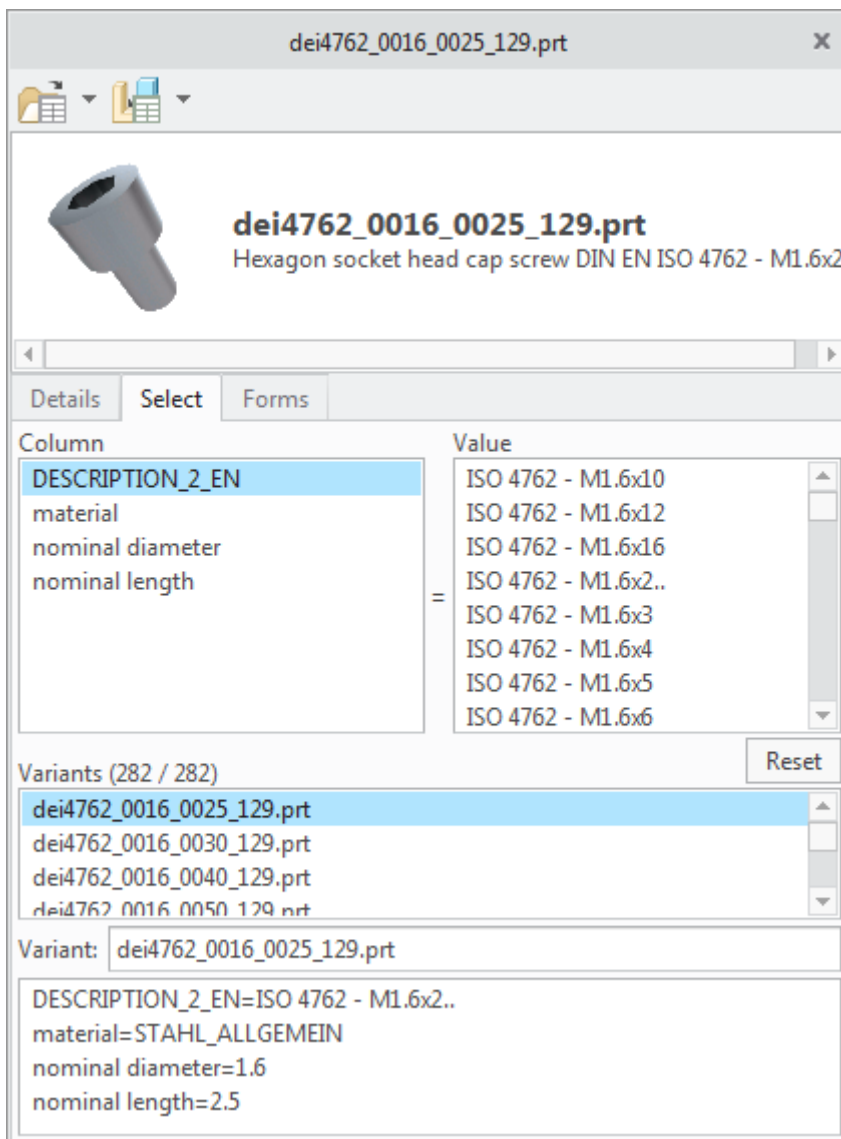 dei4762_0016_0025_129.prt
dei4762_0016_0025_129.prt
Hexagon socket head cap screw DIN EN ISO 4762 - M1.6x2
Details Select Forms
Column Value
DESCRIPTION_2_EN
material
nominal diameter
nominal length
=
ISO 4762 - M1.6x10
ISO 4762 - M1.6x12
ISO 4762 - M1.6x16
ISO 4762 - M1.6x2..
ISO 4762 - M1.6x3
ISO 4762 - M1.6x4
ISO 4762 - M1.6x5
ISO 4762 - M1.6x6
Reset
Variants (282 / 282)
dei4762_0016_0025_129.prt
dei4762_0016_0030_129.prt
dei4762_0016_0040_129.prt
dei4762_0016_0050_129.prt
Variant: dei4762_0016_0025_129.prt
DESCRIPTION_2_EN=ISO 4762 - M1.6x2..
material=STAHL_ALLGEMEIN
nominal diameter=1.6
nominal length=2.5